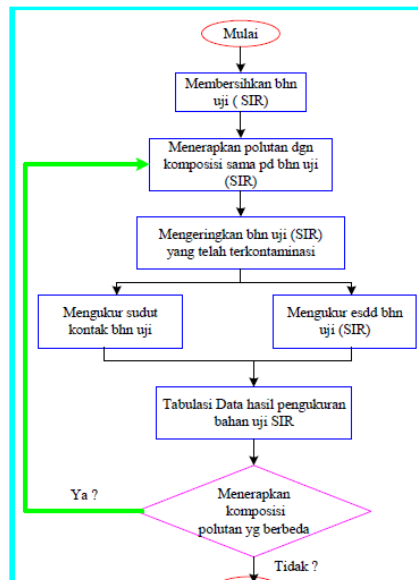 Mulai
Membersihkan bhn
uji ( SIR)
Menerapkan polutan dgn
komposisi sama pd bhn uji
(SIR)
Mengeringkan bhn uji (SIR)
yang telah terkontaminasi
Mengukur sudut
kontak bhn uji
Mengukur esdd bhn
uji (SIR)
Tabulasi Data hasil pengukuran
bahan uji SIR
Ya ?
Menerapkan
komposisi
polutan yg berbeda
Tidak ?